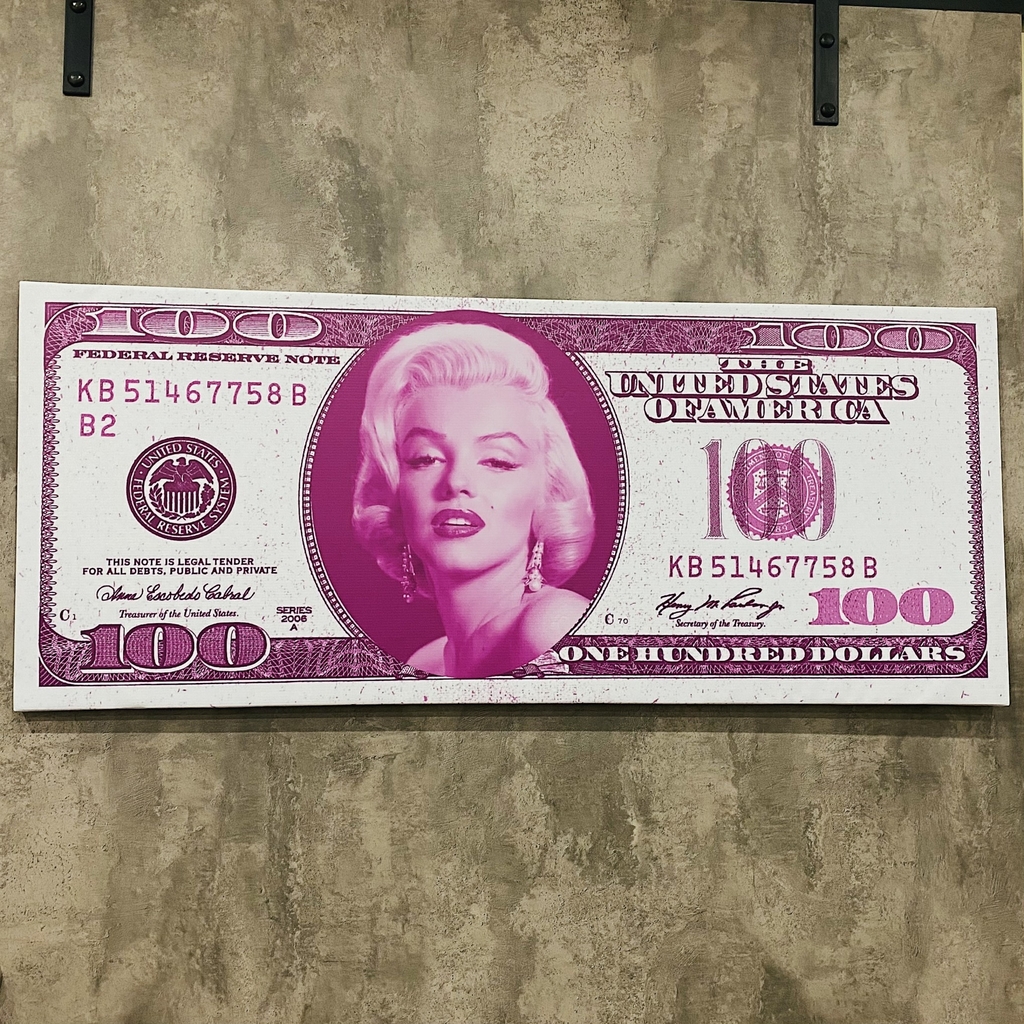 100
100
FEDERAL RESERVE NOTE
KB 51467758 B
B2
THE
UNITED STATES
OF AMERICA
UNITED STATES
FEDERAL RESERVE SYSTEM
100
KB 51467758 B
THIS NOTE IS LEGAL TENDER
FOR ALL DEBTS, PUBLIC AND PRIVATE
Anna Escobedo Cabral
Treasurer of the United States.
SERIES
2006
A
C1
100
C 70
Secretary of the Treasury.
100
ONE HUNDRED DOLLARS